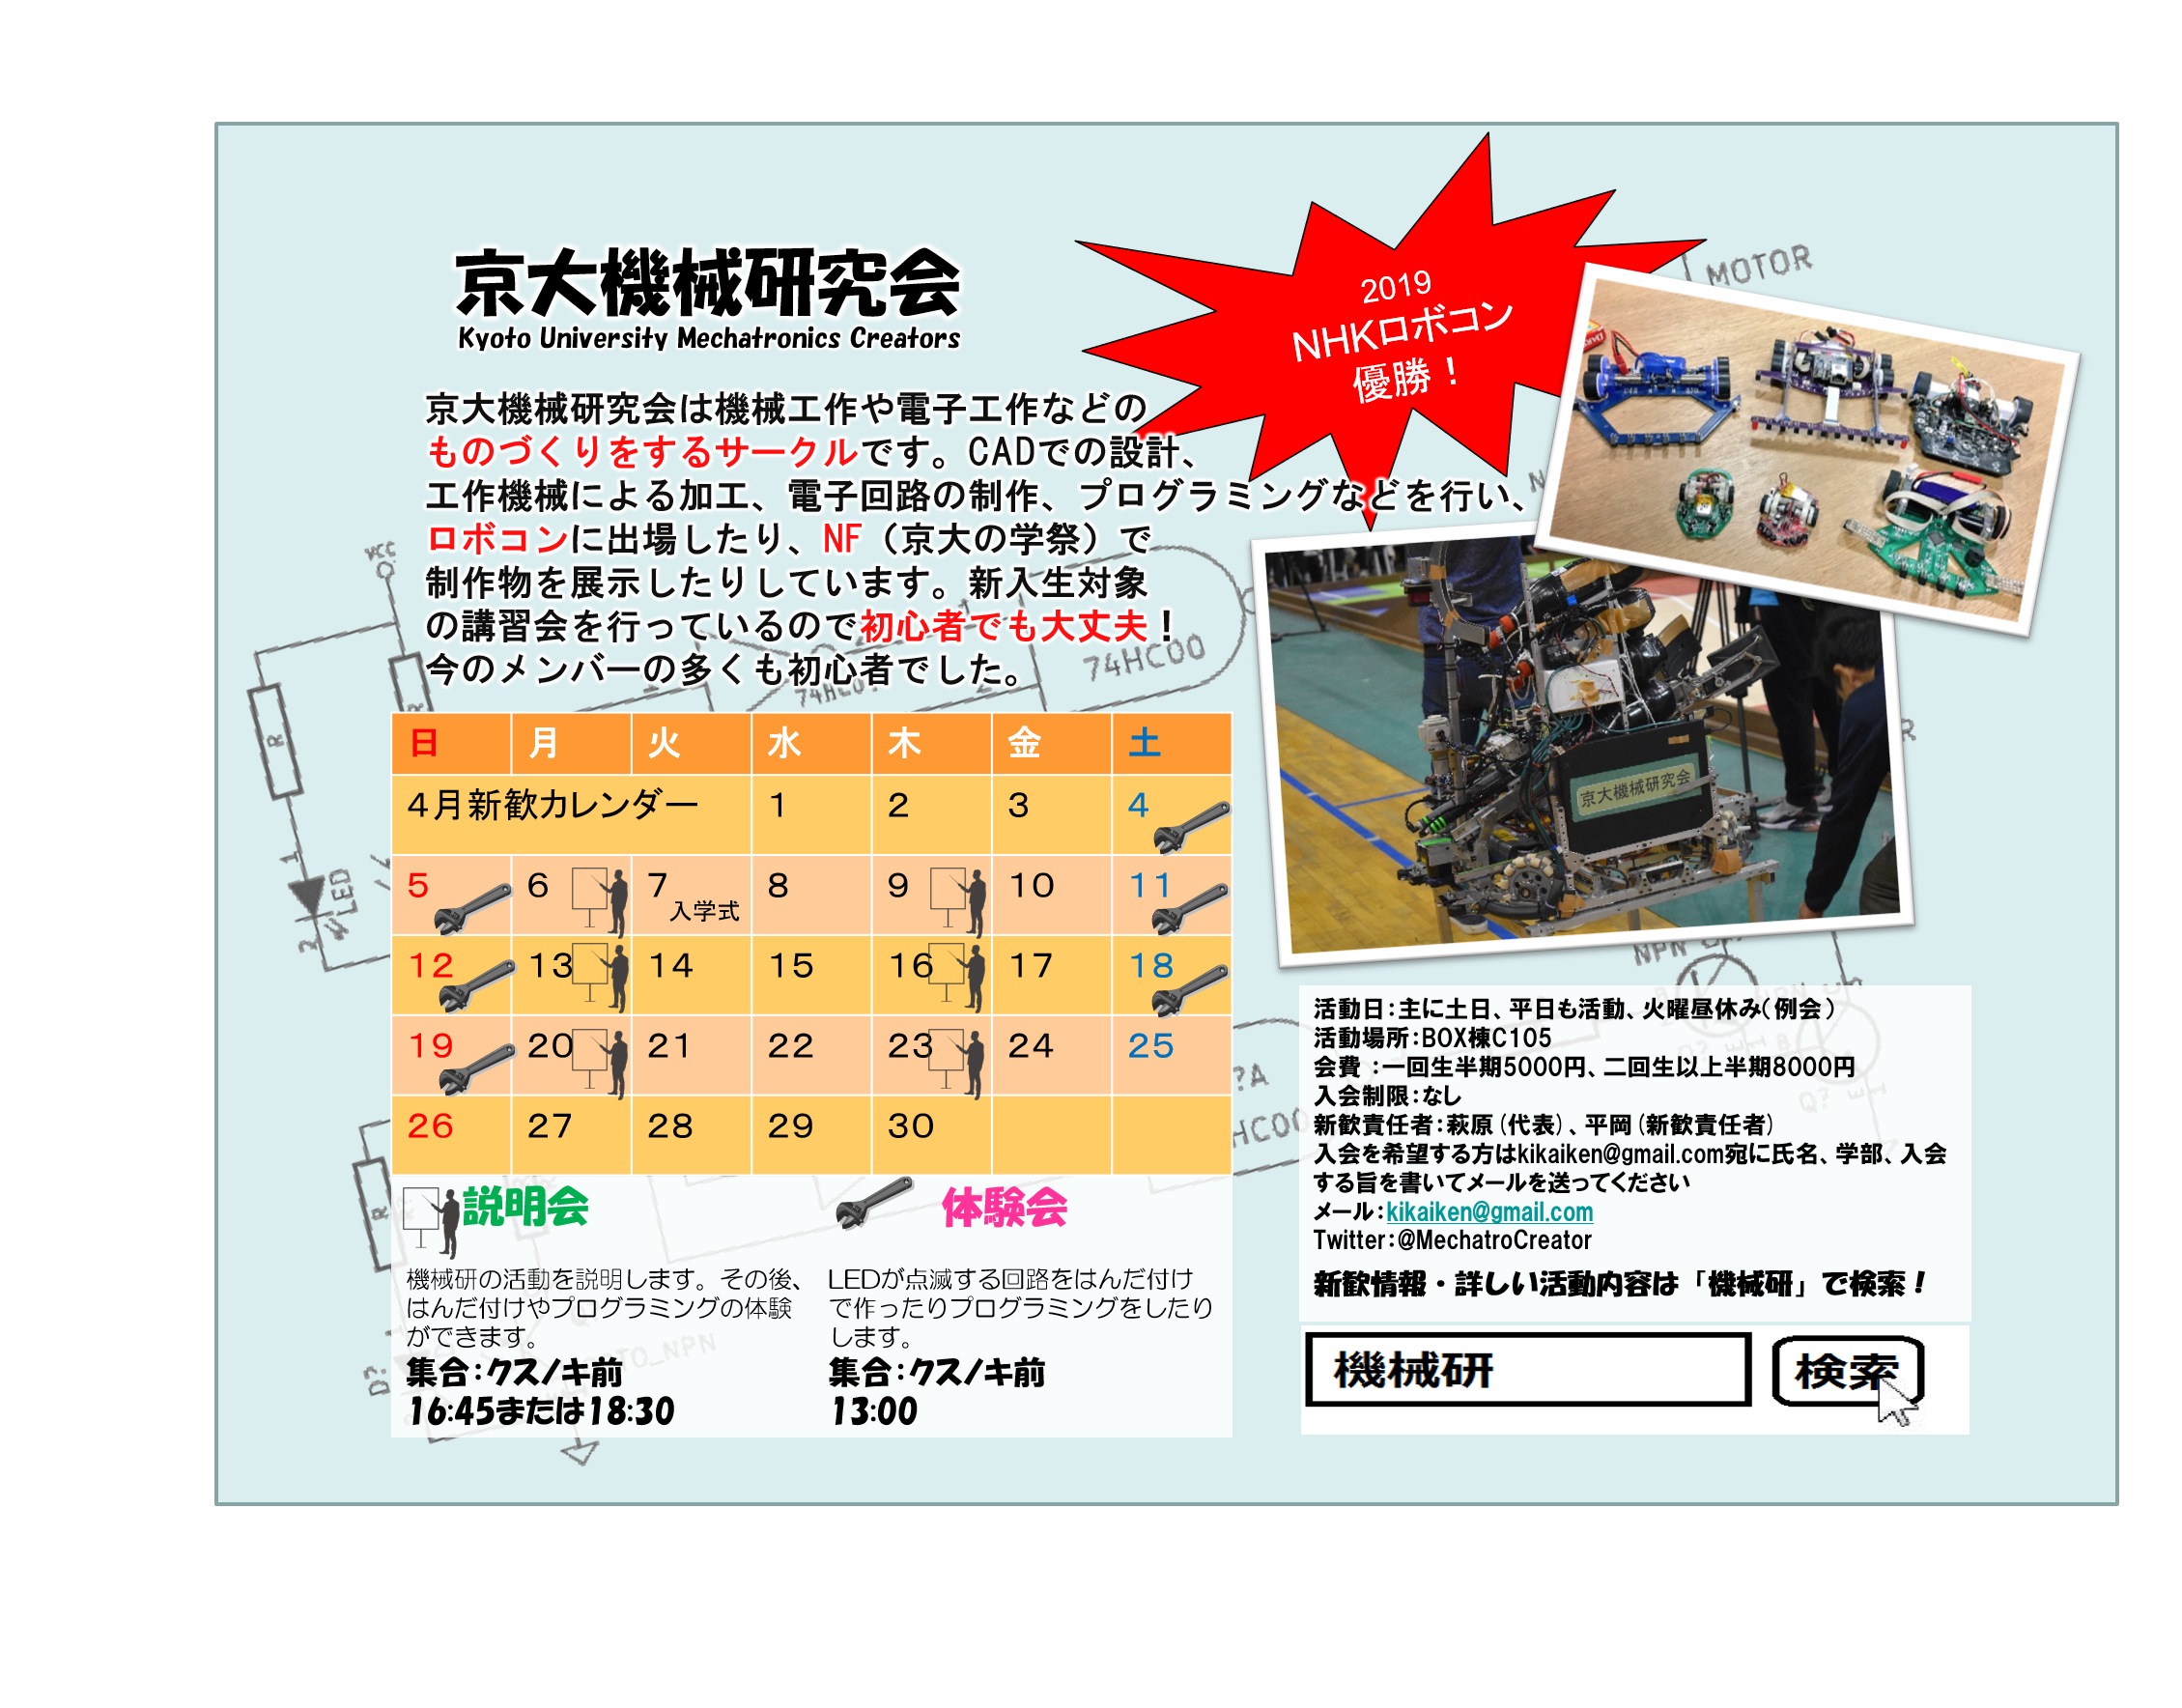 京大機械研究会
Kyoto University Mechatronics Creators
2019
NHKロボコン
優勝！
京大機械研究会は機械工作や電子工作などの
ものづくりをするサークルです。CADでの設計、
工作機械による加工、電子回路の制作、プログラミングなどを行い、
ロボコンに出場したり、NF（京大の学祭）で
制作物を展示したりしています。新入生対象
の講習会を行っているので初心者でも大丈夫！
今のメンバーの多くも初心者でした。
日 月 火 水 木 金 土
4月新歓カレンダー 1 2 3 4
5 6 7 入学式 8 9 10 11
12 13 14 15 16 17 18
19 20 21 22 23 24 25
26 27 28 29 30
説明会
機械研の活動を説明します。その後、
はんだ付けやプログラミングの体験
ができます。
集合：クスノキ前
16:45または18:30
体験会
LEDが点滅する回路をはんだ付け
で作ったりプログラミングをしたり
します。
集合：クスノキ前
13:00
京大機械研究会
活動日：主に土日、平日も活動、火曜昼休み（例会）
活動場所：BOX棟C105
会費 ：一回生半期5000円、二回生以上半期8000円
入会制限：なし
新歓責任者：萩原（代表）、平岡（新歓責任者）
入会を希望する方はkikaiken@gmail.com宛に氏名、学部、入会
する旨を書いてメールを送ってください
メール：kikaiken@gmail.com
Twitter：@MechatroCreator
新歓情報・詳しい活動内容は「機械研」で検索！
機械研 検索
MOTOR
VCC
74HC00
R
LED
1
2
R
D?